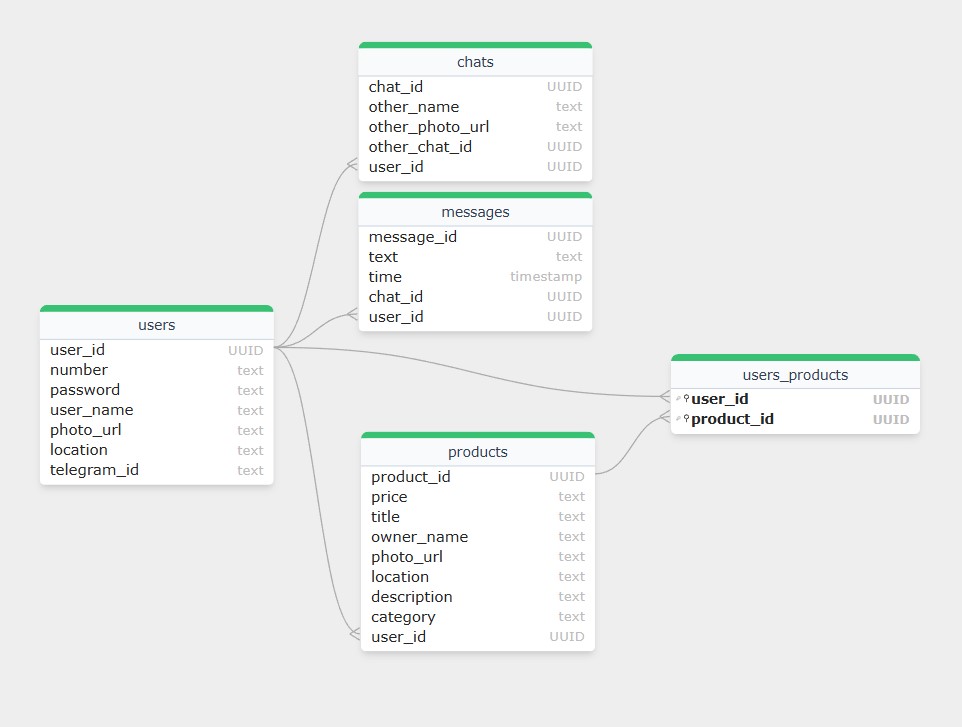 chats
chat_id UUID
other_name text
other_photo_url text
other_chat_id UUID
user_id UUID
messages
message_id UUID
text text
time timestamp
chat_id UUID
user_id UUID
users
user_id UUID
number text
password text
user_name text
photo_url text
location text
telegram_id text
users_products
user_id UUID
product_id UUID
products
product_id UUID
price text
title text
owner_name text
photo_url text
location text
description text
category text
user_id UUID